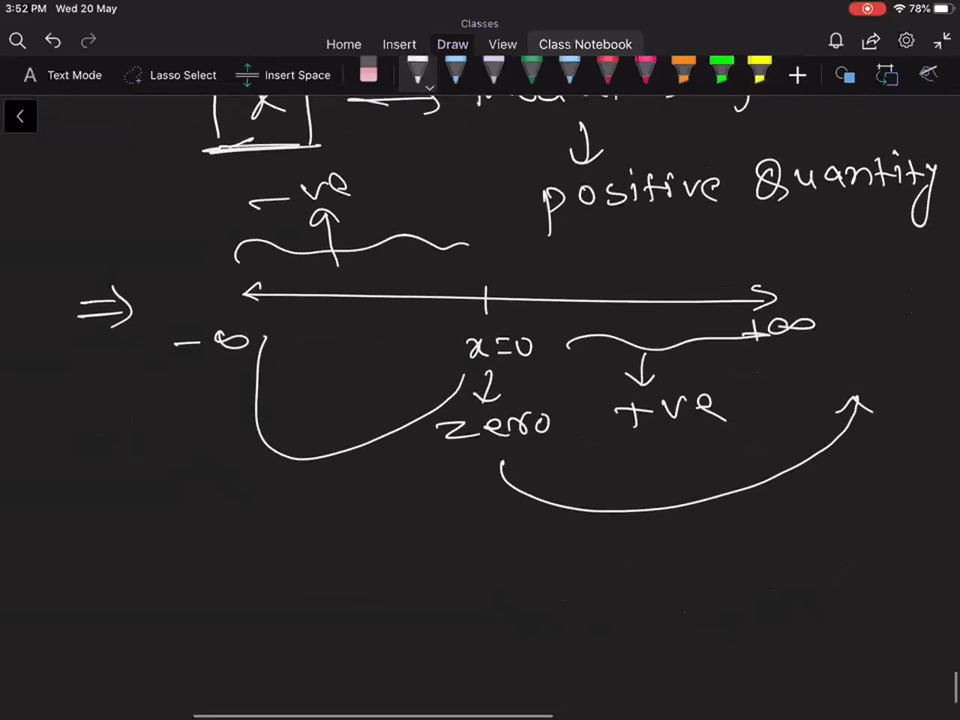 3:52 PM Wed 20 May
78%
Classes
Home Insert Draw View Class Notebook
Text Mode Lasso Select Insert Space
positive Quantity
-ve
-∞
x=0
+∞
zero
+ve